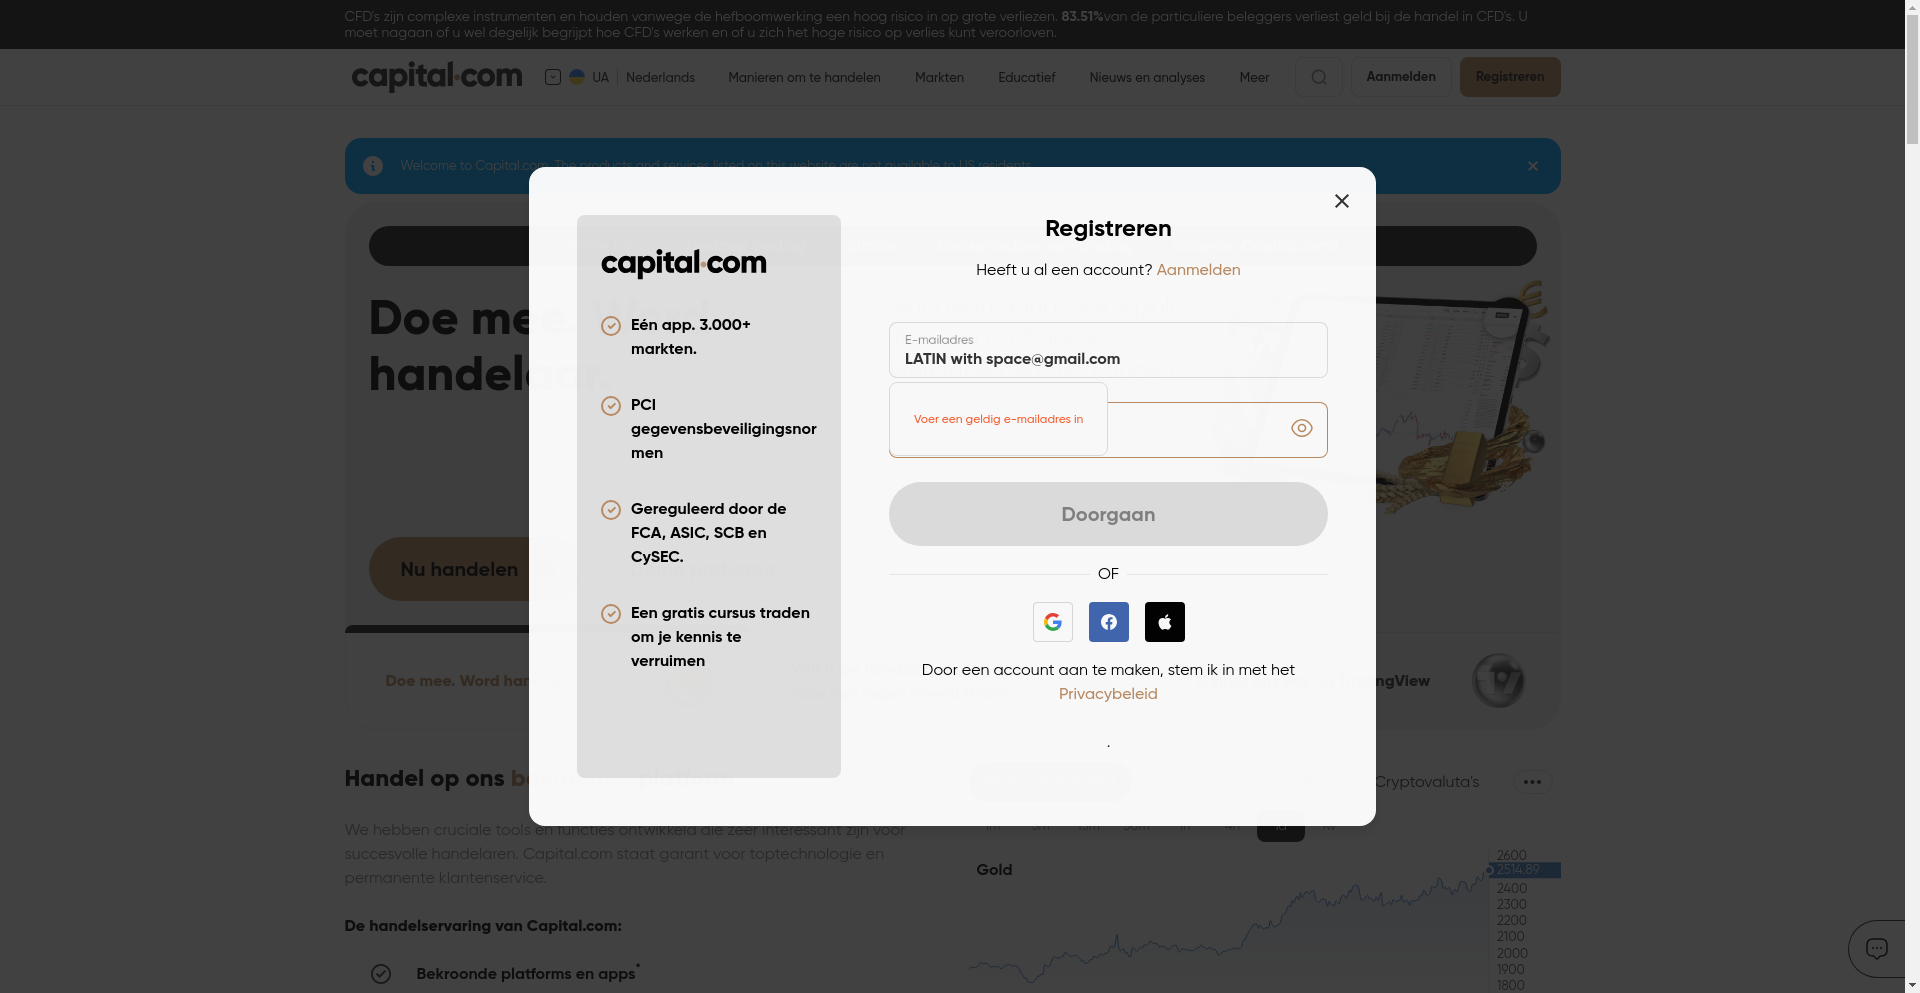 CFD's zijn complexe instrumenten en houden vanwege de hefboomwerking een hoog risico in op grote verliezen. 83.51%van de particuliere beleggers verliest geld bij de handel in CFD's. U
moet nagaan of u wel degelijk begrijpt hoe CFD's werken en of u zich het hoge risico op verlies kunt veroorloven.
capital.com
UA
Nederlands
Manieren om te handelen
Markten
Educatief
Nieuws en analyses
Meer
Aanmelden
Registreren
Welcome to Capital.com. The products and services listed on this website are not available to US residents.
capital.com
Eén app. 3.000+
markten.
PCI
gegevensbeveiligingsnor
men
Gereguleerd door de
FCA, ASIC, SCB en
CySEC.
Een gratis cursus traden
om je kennis te
verruimen
Registreren
Heeft u al een account? Aanmelden
E-mailadres
LATIN with space@gmail.com
Voer een geldig e-mailadres in
Doorgaan
OF
Door een account aan te maken, stem ik in met het
Privacybeleid
.
Doe mee.
handelaar.
Nu handelen
Doe mee. Word han
ngView
Handel op ons
We hebben cruciale tools en functies ontwikkeld die zeer interessant zijn voor
succesvolle handelaren. Capital.com staat garant voor toptechnologie en
permanente klantenservice.
De handelservaring van Capital.com:
Bekroonde platforms en apps*
Cryptovaluta's
1d
Gold
2600
2514.89
2400
2300
2200
2100
2000
1900
1800